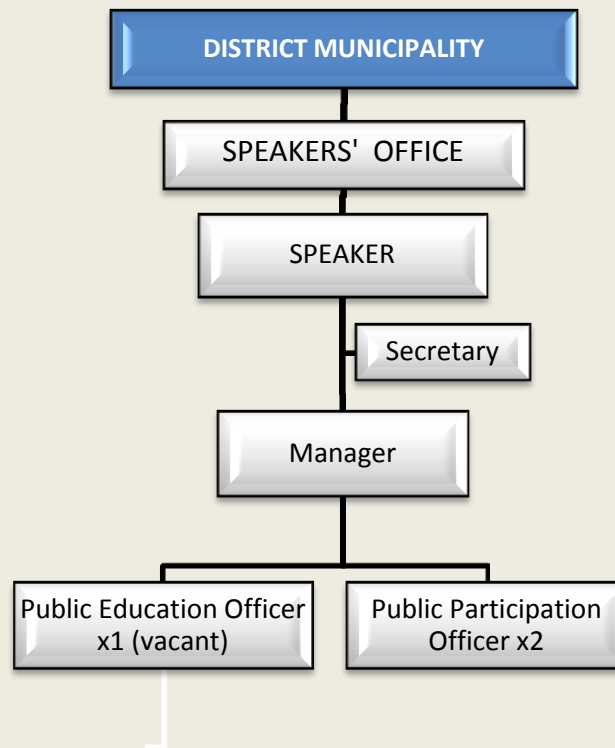 DISTRICT MUNICIPALITY
SPEAKERS' OFFICE
SPEAKER
Secretary
Manager
Public Education Officer
x1 (vacant)
Public Participation
Officer x2